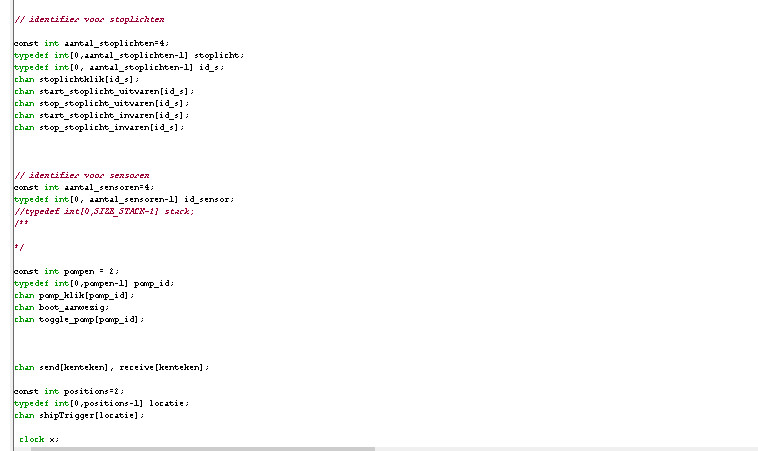 // identifier voor stoplichten
const int aantal_stoplichten=4;
typedef int[0,aantal_stoplichten-1] stoplicht;
typedef int[0, aantal_stoplichten-1] id_s;
chan stoplichtklik[id_s];
chan start_stoplicht_uitvaren[id_s];
chan stop_stoplicht_uitvaren[id_s];
chan start_stoplicht_invaren[id_s];
chan stop_stoplicht_invaren[id_s];
// identifier voor sensoren
const int aantal_sensoren=4;
typedef int[0, aantal_sensoren-1] id_sensor;
//typedef int[0,SIZE_STACK-1] stack;
/**
*/
const int pompen = 2;
typedef int[0,pompen-1] pomp_id;
chan pomp_klik[pomp_id];
chan boot_aanwezig;
chan toggle_pomp[pomp_id];
chan send[kenteken], receive[kenteken];
const int positions=2;
typedef int[0,positions-1] locatie;
chan shipTrigger[locatie];
clock x;